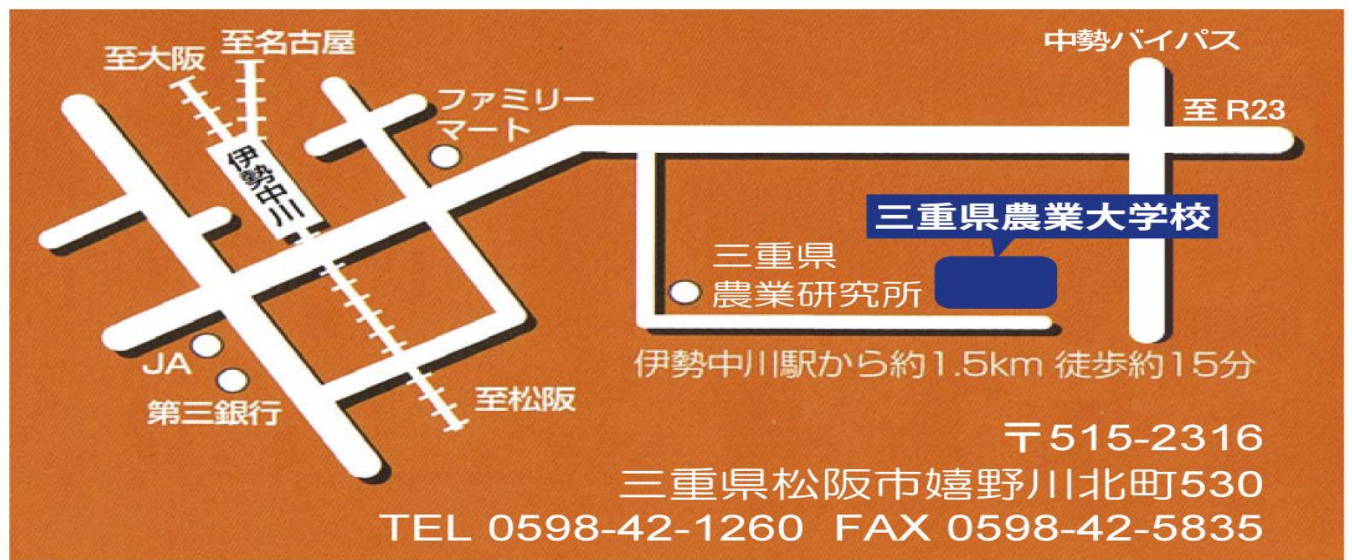 至大阪
至名古屋
中勢バイパス
ファミリー
マート
至 R23
伊勢中川
三重県農業大学校
三重県
農業研究所
JA
第三銀行
至松阪
伊勢中川駅から約1.5km 徒歩約15分
〒515-2316
三重県松阪市嬉野川北町530
TEL 0598-42-1260 FAX 0598-42-5835